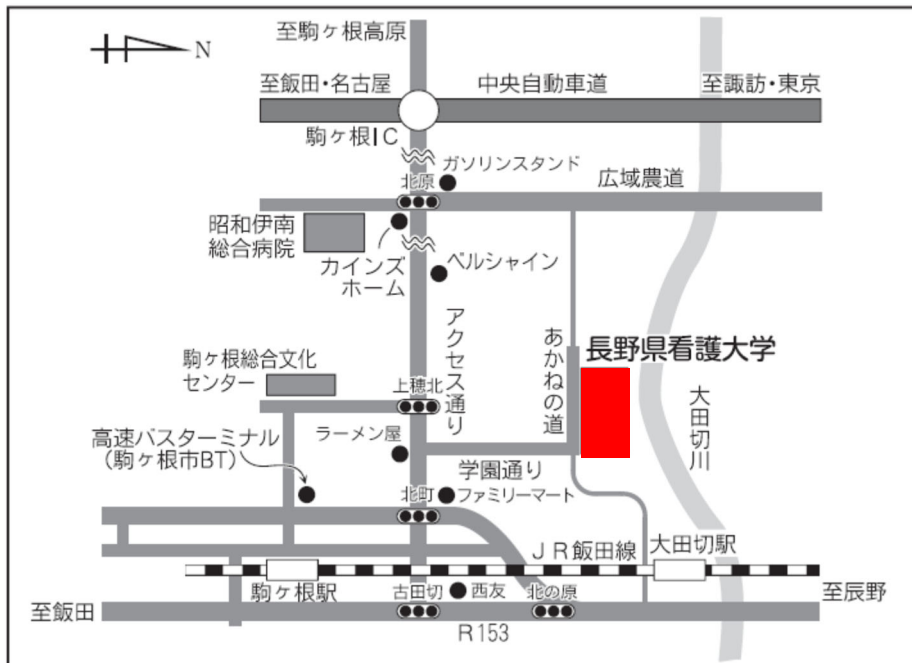 至駒ヶ根高原
N
至飯田・名古屋
中央自動車道
至諏訪・東京
駒ヶ根IC
ガソリンスタンド
北原
広域農道
昭和伊南
総合病院
カインズ
ホーム
ベルシャイン
アクセス通り
あかねの道
長野県看護大学
大田切川
駒ヶ根総合文化
センター
上穂北
高速バスターミナル
(駒ヶ根市BT)
ラーメン屋
学園通り
北町
ファミリーマート
JR飯田線
大田切駅
駒ヶ根駅
古田切
西友
北の原
至辰野
至飯田
R153